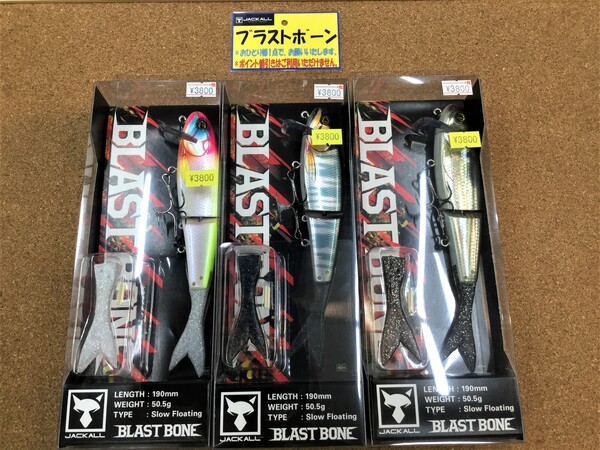 JACKALL
ブラストボーン
※おひとり様1点で、お願いいたします。
※ポイント値引きはご利用いただけません。
¥3800
¥3800
BLAST BONE
LENGTH : 190mm
WEIGHT : 50.5g
TYPE : Slow Floating
JACKALL
BLAST BONE
¥3800
¥3800
BLAST BONE
LENGTH : 190mm
WEIGHT : 50.5g
TYPE : Slow Floating
JACKALL
BLAST BONE
¥3800
¥3800
BLAST BONE
LENGTH : 190mm
WEIGHT : 50.5g
TYPE : Slow Floating
JACKALL
BLAST BONE